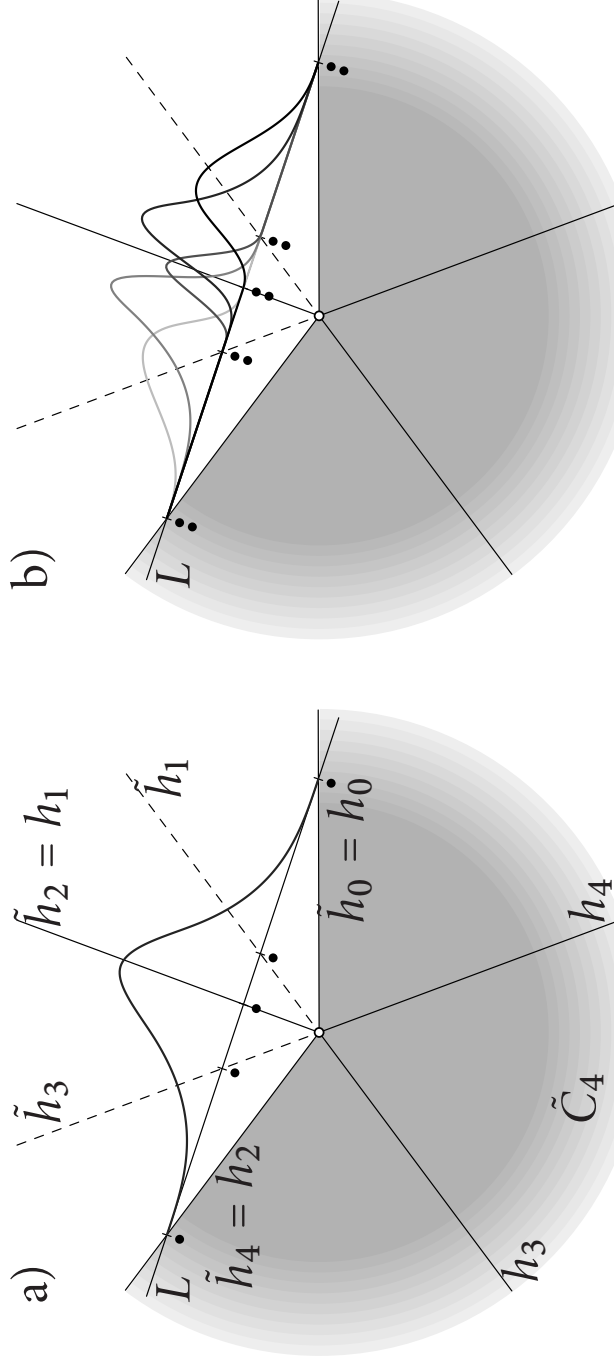 a)
h̃₃
h̃₂ = h₁
h̃₁
L
h̃₄ = h₂
h̃₀ = h₀
h₃
C̃₄
h₄
b)
L